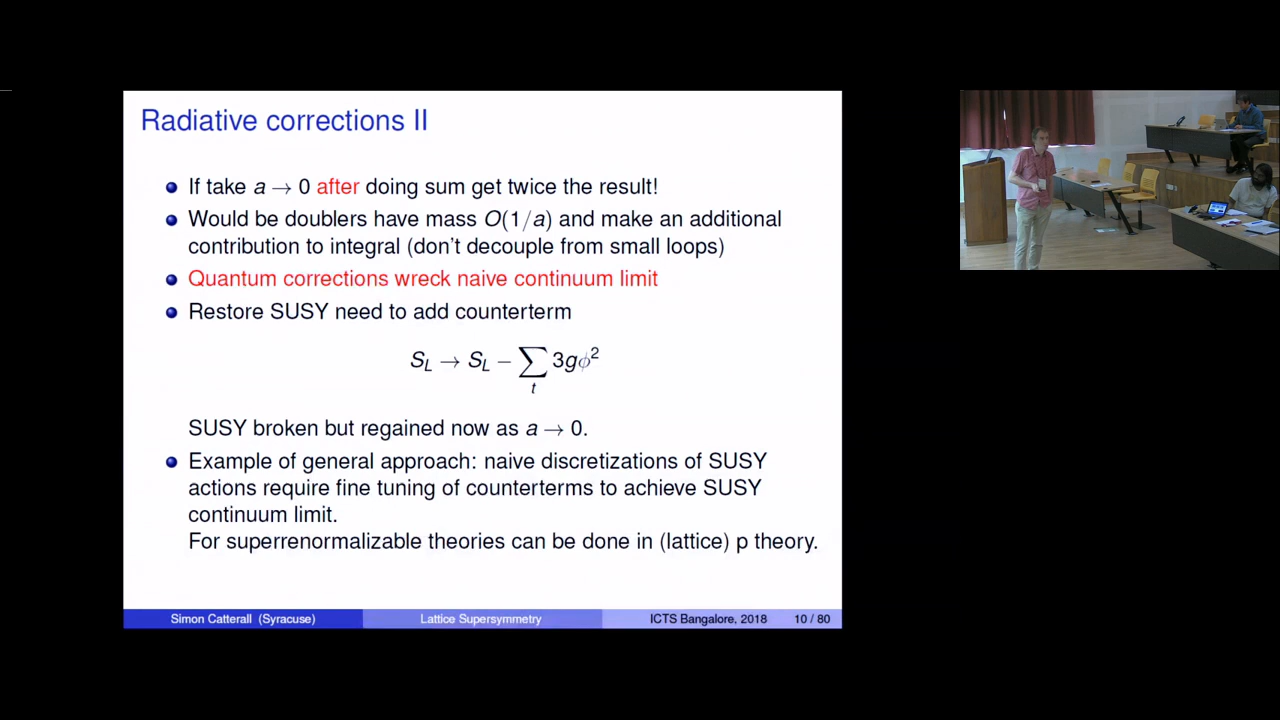 Radiative corrections II
If take a → 0 after doing sum get twice the result!
Would be doublers have mass O(1/a) and make an additional
contribution to integral (don't decouple from small loops)
Quantum corrections wreck naive continuum limit
Restore SUSY need to add counterterm
S_L → S_L − ∑_t 3gϕ²
SUSY broken but regained now as a → 0.
Example of general approach: naive discretizations of SUSY
actions require fine tuning of counterterms to achieve SUSY
continuum limit.
For superrenormalizable theories can be done in (lattice) p theory.
Simon Catterall (Syracuse) Lattice Supersymmetry ICTS Bangalore, 2018 10 / 80